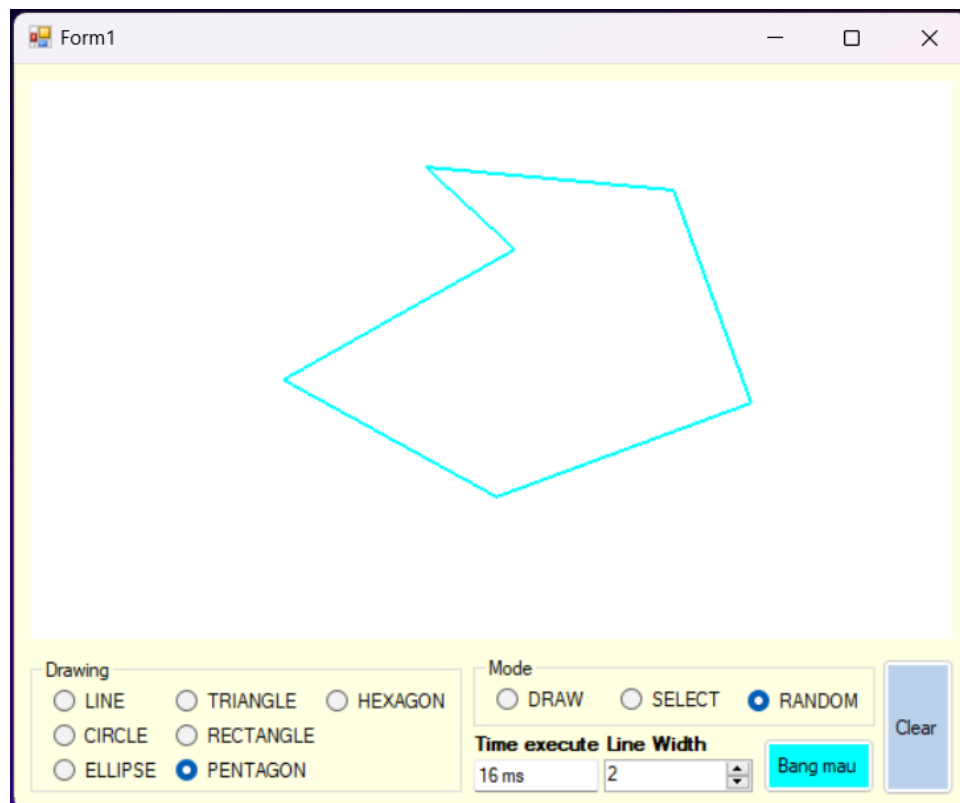 Form1
Drawing
LINE TRIANGLE HEXAGON
CIRCLE RECTANGLE
ELLIPSE PENTAGON
Mode
DRAW SELECT RANDOM
Time execute Line Width
16 ms 2
Bang mau
Clear